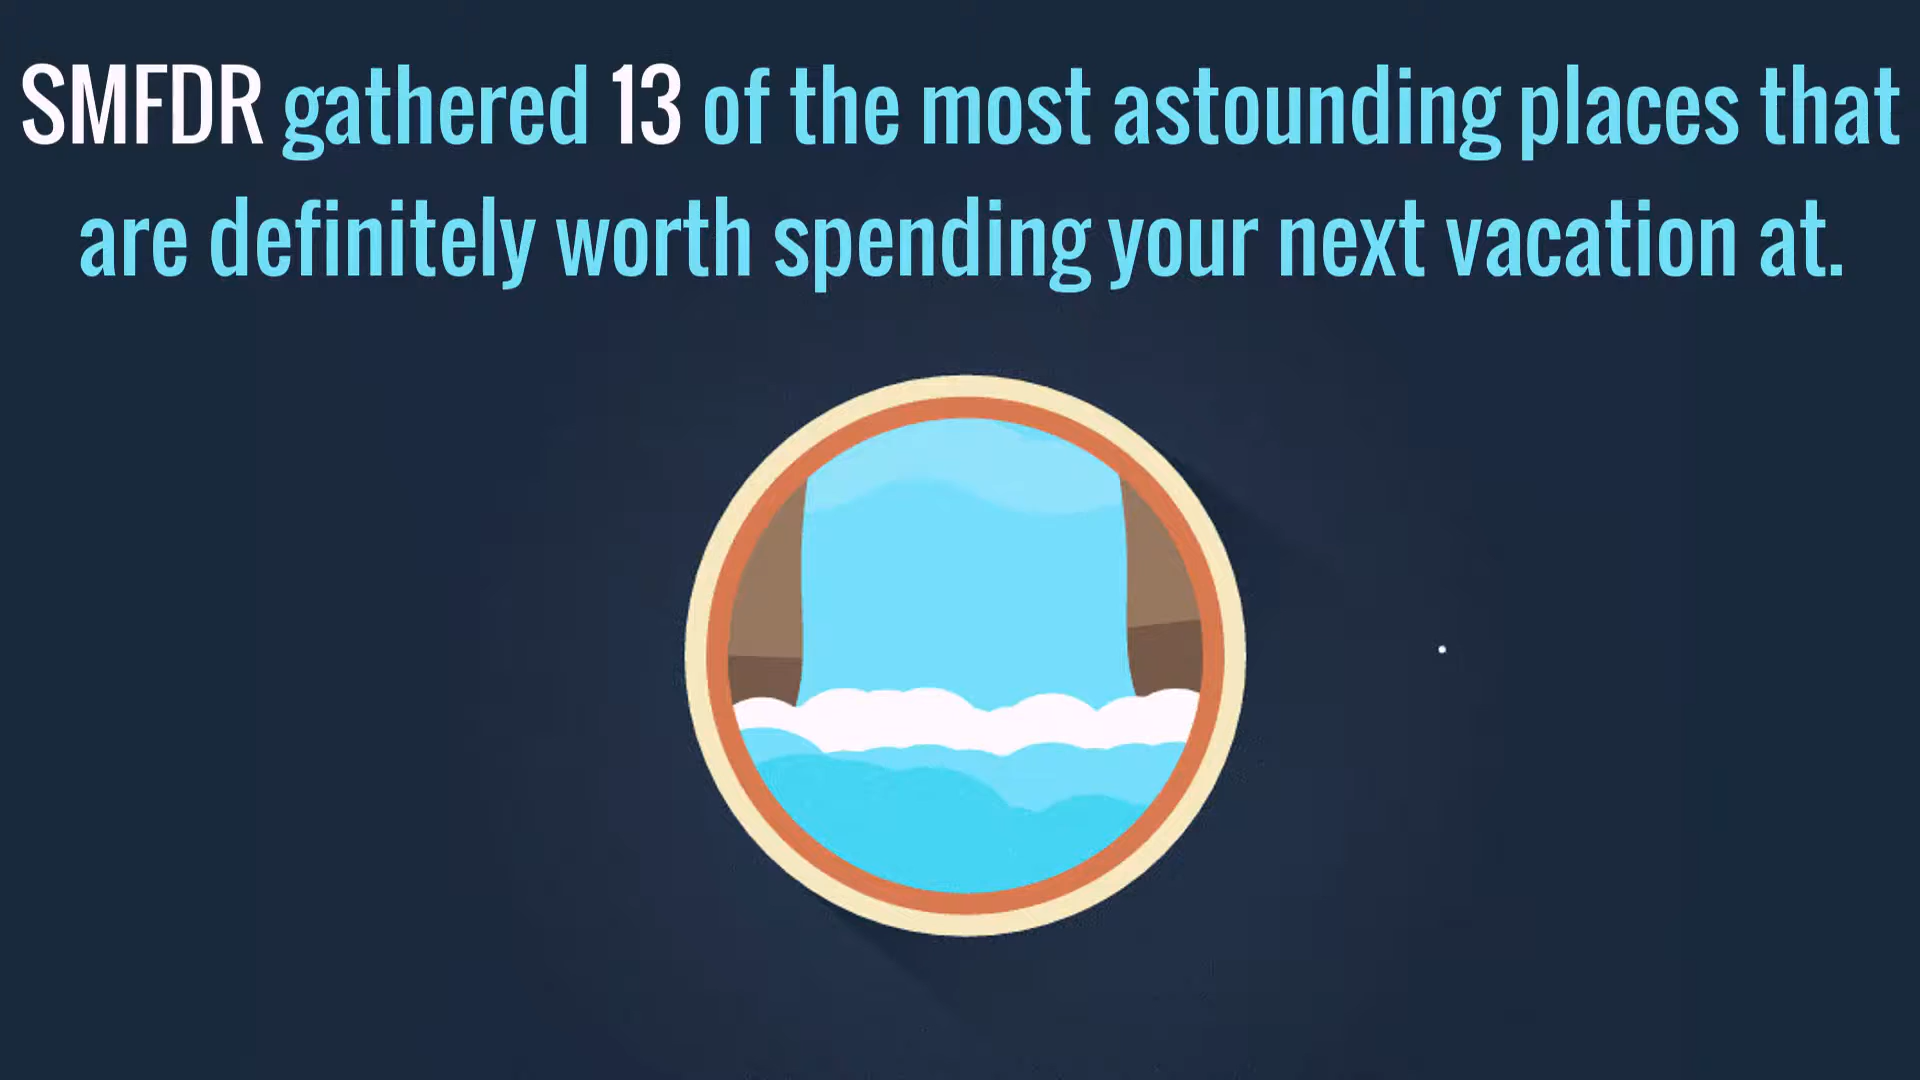 SMFDR gathered 13 of the most astounding places that
are definitely worth spending your next vacation at.